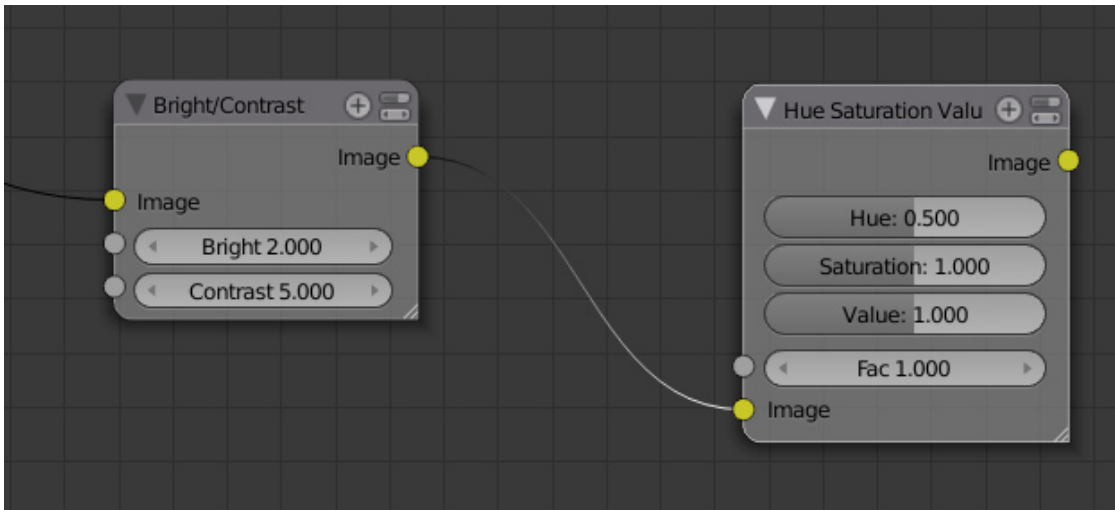 Bright/Contrast
Image
Image
Bright 2.000
Contrast 5.000
Hue Saturation Valu
Image
Hue: 0.500
Saturation: 1.000
Value: 1.000
Fac 1.000
Image